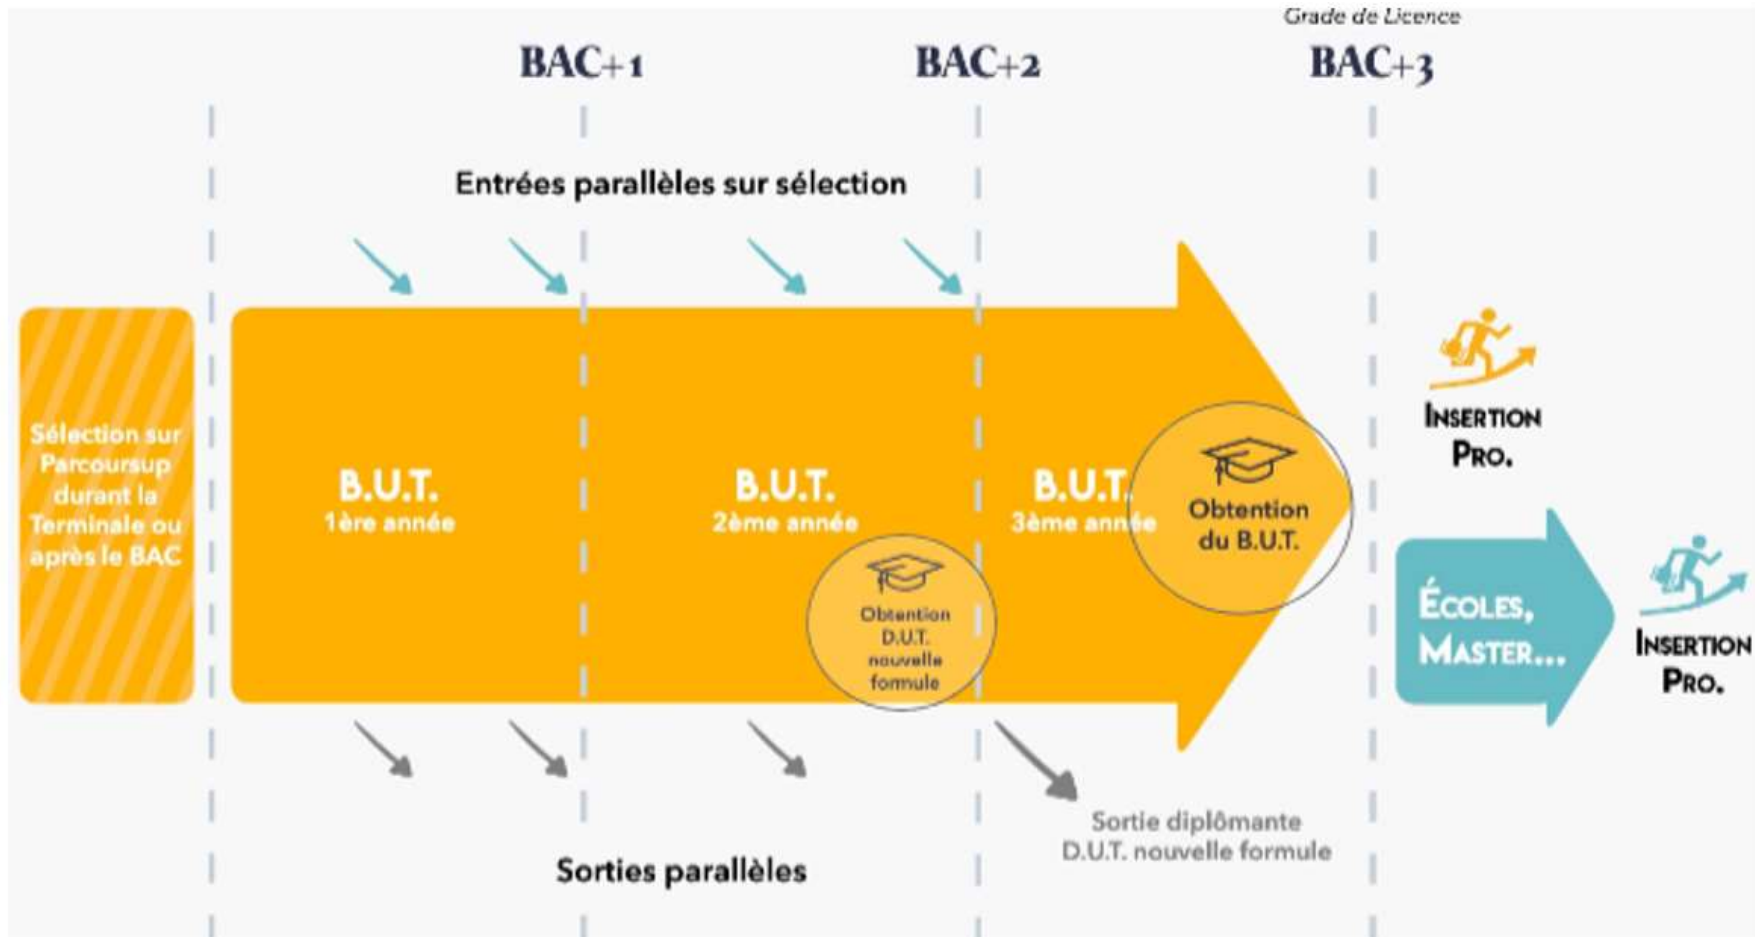 Grade de Licence
BAC+1
BAC+2
BAC+3
Entrées parallèles sur sélection
Sélection sur
Parcoursup
durant la
Terminale ou
après le BAC
B.U.T.
1ère année
B.U.T.
2ème année
Obtention
D.U.T.
nouvelle
formule
B.U.T.
3ème année
Obtention
du B.U.T.
INSERTION
PRO.
ÉCOLES,
MASTER...
INSERTION
PRO.
Sortie diplômante
D.U.T. nouvelle formule
Sorties parallèles